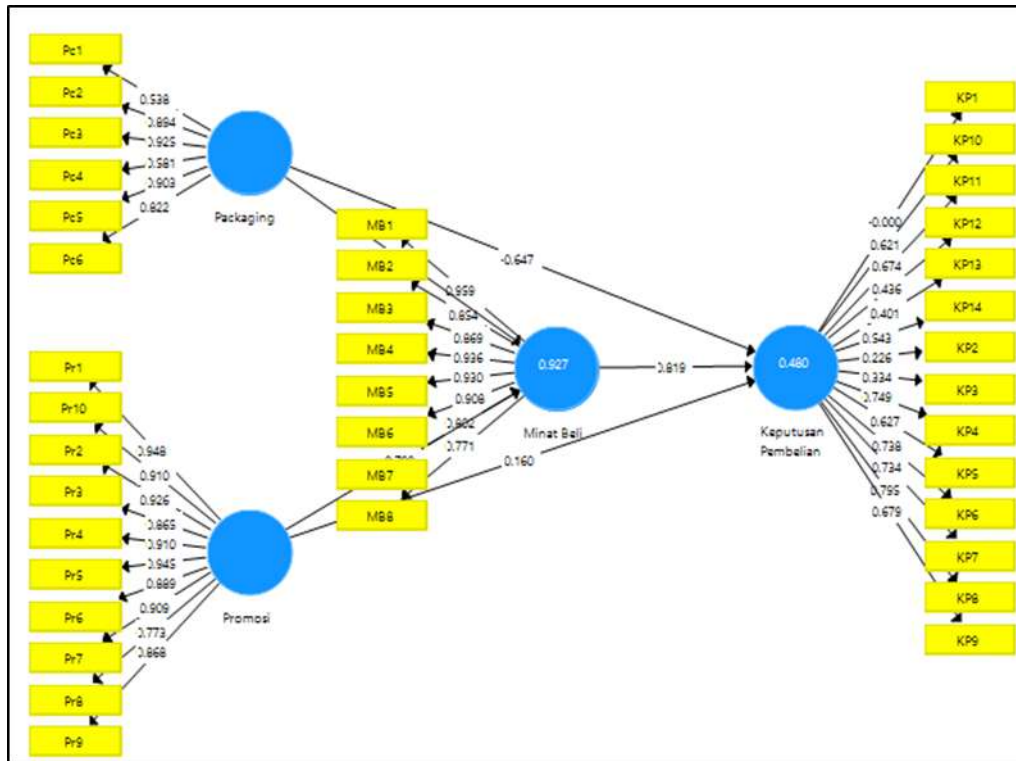 Pc1
Pc2
Pc3
Pc4
Pc5
Pc6
0.538
0.894
0.925
0.581
0.903
0.822
Packaging
Pr1
Pr10
Pr2
Pr3
Pr4
Pr5
Pr6
Pr7
Pr8
Pr9
0.948
0.910
0.926
0.865
0.910
0.945
0.889
0.909
0.773
0.868
Promosi
MB1
MB2
MB3
MB4
MB5
MB6
MB7
MB8
0.959
0.854
0.869
0.936
0.930
0.908
0.771
0.927
Minat Beli
-0.647
0.819
0.160
0.480
Keputusan
Pembelian
-0.000
0.621
0.674
0.436
0.401
0.543
0.226
0.334
0.749
0.627
0.738
0.734
0.795
0.679
KP1
KP10
KP11
KP12
KP13
KP14
KP2
KP3
KP4
KP5
KP6
KP7
KP8
KP9